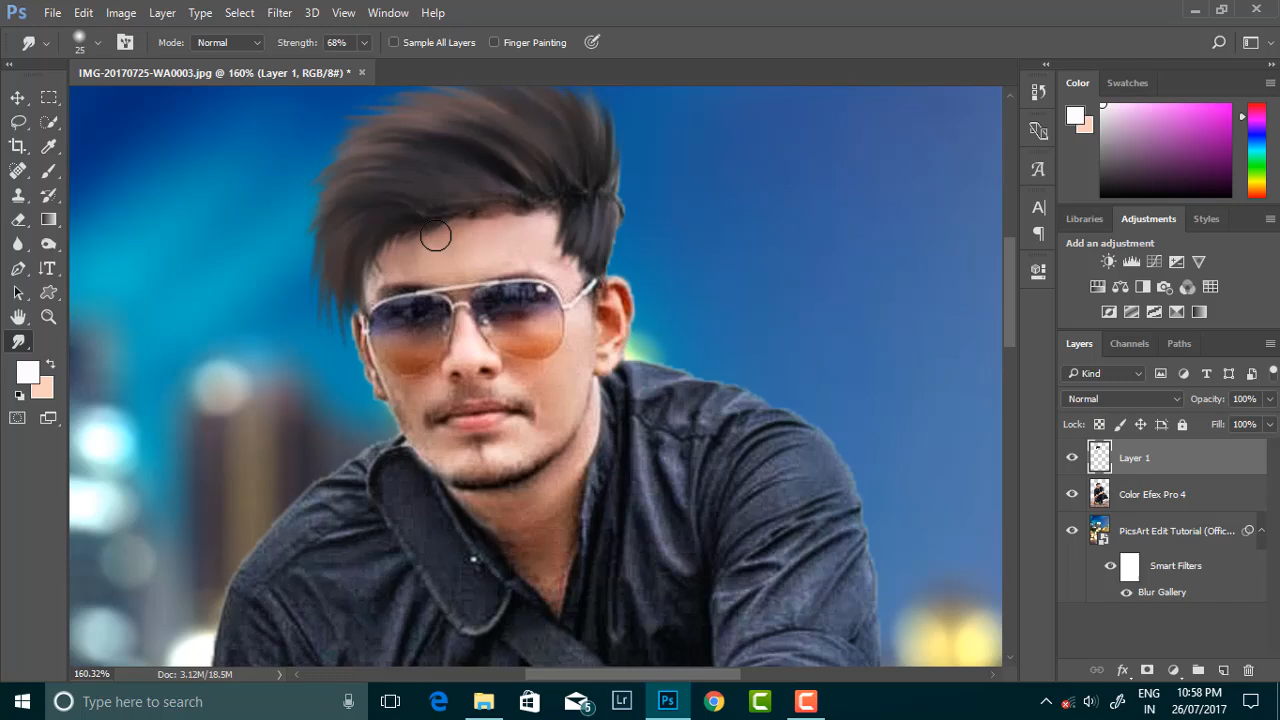 Ps File Edit Image Layer Type Select Filter 3D View Window Help
25 Mode: Normal Strength: 68% Sample All Layers Finger Painting
IMG-20170725-WA0003.jpg @ 160% (Layer 1, RGB/8#) * ×
Color Swatches
Libraries Adjustments Styles
Add an adjustment
Layers Channels Paths
Kind
Normal Opacity: 100%
Lock: Fill: 100%
Layer 1
Color Efex Pro 4
PicsArt Edit Tutorial (Offic...
Smart Filters
Blur Gallery
160.32% Doc: 3.12M/18.5M
Type here to search 5 Lr Ps ENG IN 10:58 PM 26/07/2017